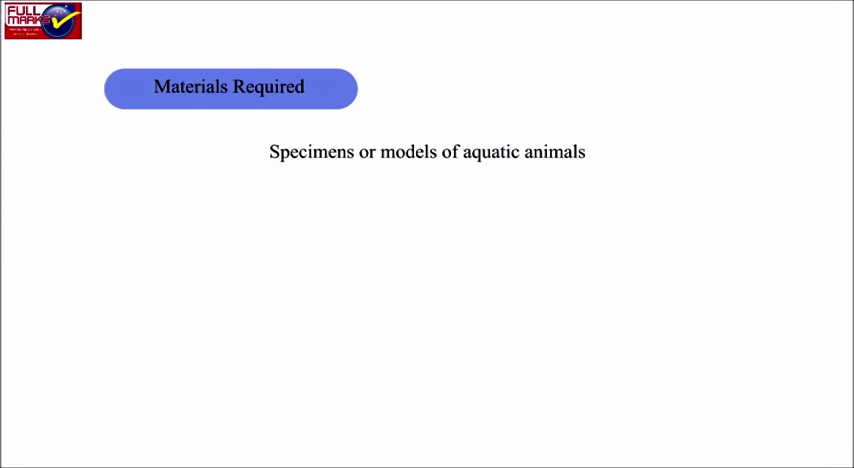 FULL
MARKS
Materials Required
Specimens or models of aquatic animals